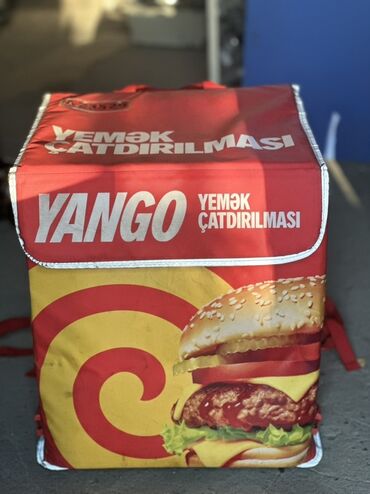 YEMƏK
ÇATDIRILMASI
YANGO
YEMƏK
ÇATDIRILMASI